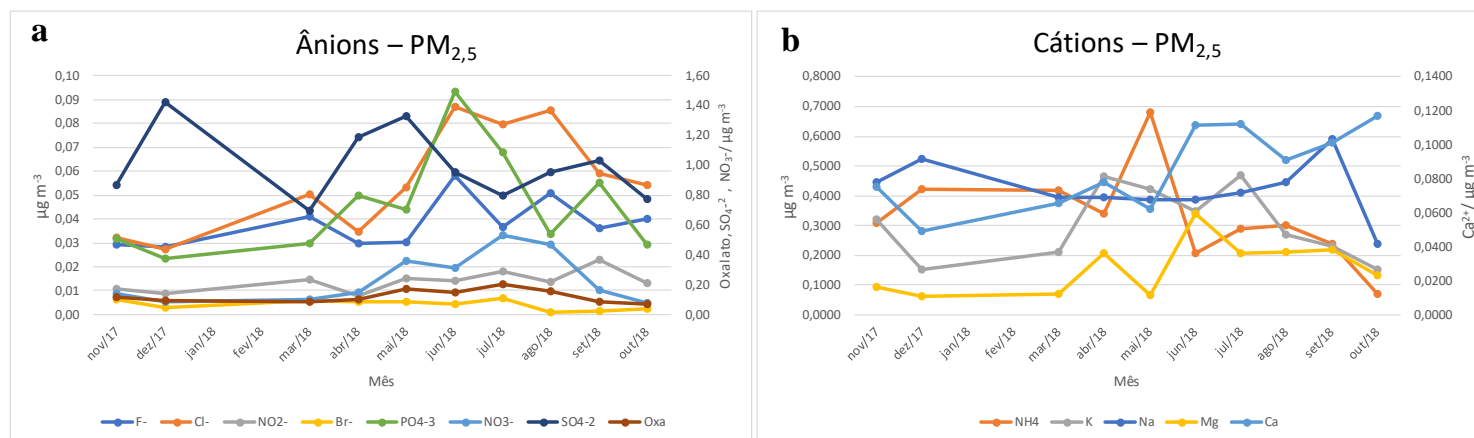 a
Ânions – PM2,5
µg m-3
0,10
0,09
0,08
0,07
0,06
0,05
0,04
0,03
0,02
0,01
0,00
1,60
1,40
1,20
1,00
0,80
0,60
0,40
0,20
0,00
Oxalato, SO4-2 , NO3-/ µg m-3
nov/17
dez/17
jan/18
fev/18
mar/18
abr/18
mai/18
jun/18
jul/18
ago/18
set/18
out/18
Mês
F- Cl- NO2- Br- PO4-3 NO3- SO4-2 Oxa
b
Cátions – PM2,5
µg m-3
0,8000
0,7000
0,6000
0,5000
0,4000
0,3000
0,2000
0,1000
0,0000
0,1400
0,1200
0,1000
0,0800
0,0600
0,0400
0,0200
0,0000
Ca2+ / µg m-3
nov/17
dez/17
jan/18
fev/18
mar/18
abr/18
mai/18
jun/18
jul/18
ago/18
set/18
out/18
Mês
NH4 K Na Mg Ca